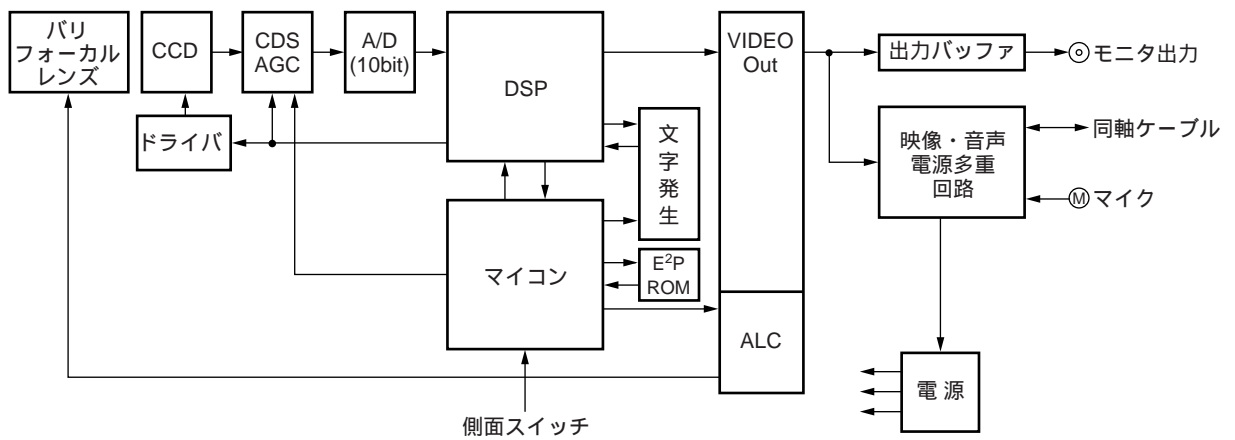 バリ
フォーカル
レンズ
CCD
CDS
AGC
A/D
(10bit)
DSP
VIDEO
Out
出力バッファ
モニタ出力
ドライバ
文
字
発
生
映像・音声
電源多重
回路
同軸ケーブル
M マイク
マイコン
E²P
ROM
ALC
電 源
側面スイッチ